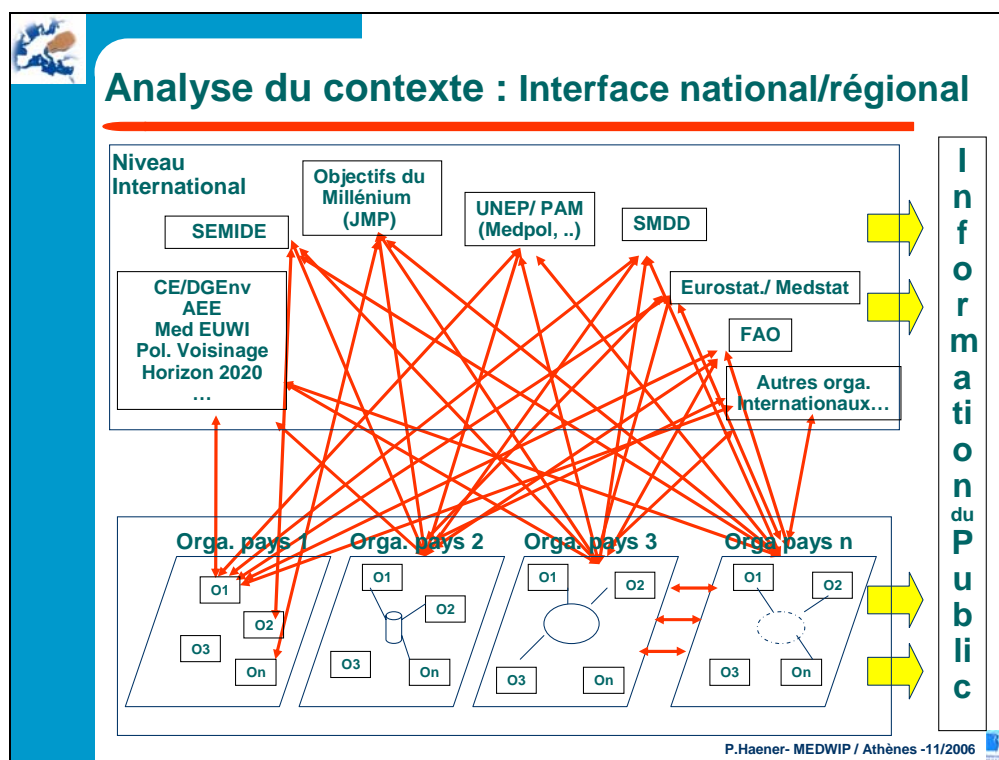 Analyse du contexte : Interface national/régional
Niveau
International
Objectifs du
Millénium
(JMP)
UNEP/ PAM
(Medpol, ..)
SMDD
SEMIDE
CE/DGEnv
AEE
Med EUWI
Pol. Voisinage
Horizon 2020
…
Eurostat./ Medstat
FAO
Autres orga.
Internationaux…
Orga. pays 1
O1
O2
O3
On
Orga. pays 2
O1
O2
O3
On
Orga. pays 3
O1
O2
O3
On
Orga pays n
O1
O2
O3
On
I
n
f
o
r
m
a
ti
o
n
du
P
u
b
li
c
P.Haener- MEDWIP / Athènes -11/2006